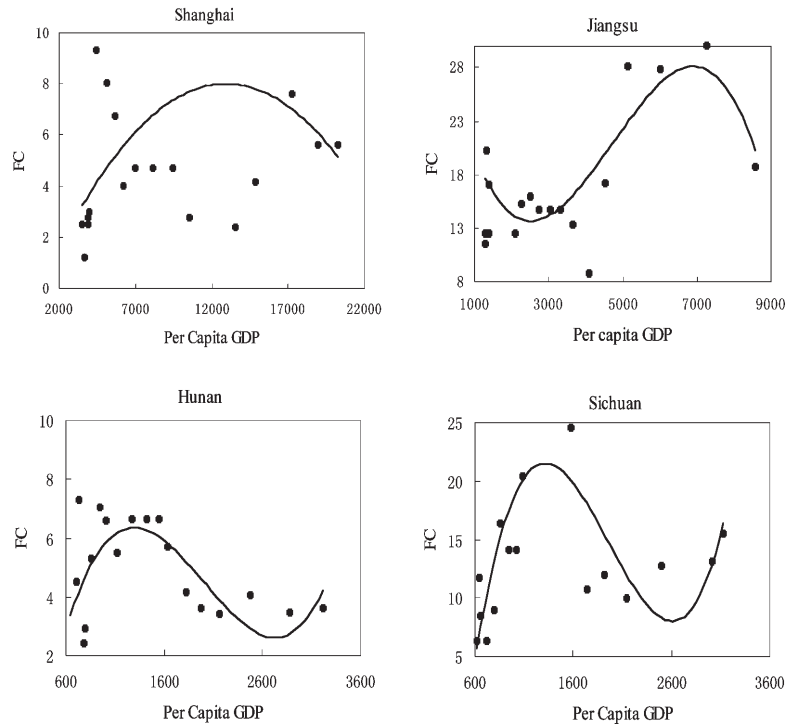 Shanghai
10
8
6
4
2
0
FC
2000 7000 12000 17000 22000
Per Capita GDP
Jiangsu
28
23
18
13
8
FC
1000 3000 5000 7000 9000
Per capita GDP
Hunan
10
8
6
4
2
FC
600 1600 2600 3600
Per Capita GDP
Sichuan
25
20
15
10
5
FC
600 1600 2600 3600
Per Capita GDP